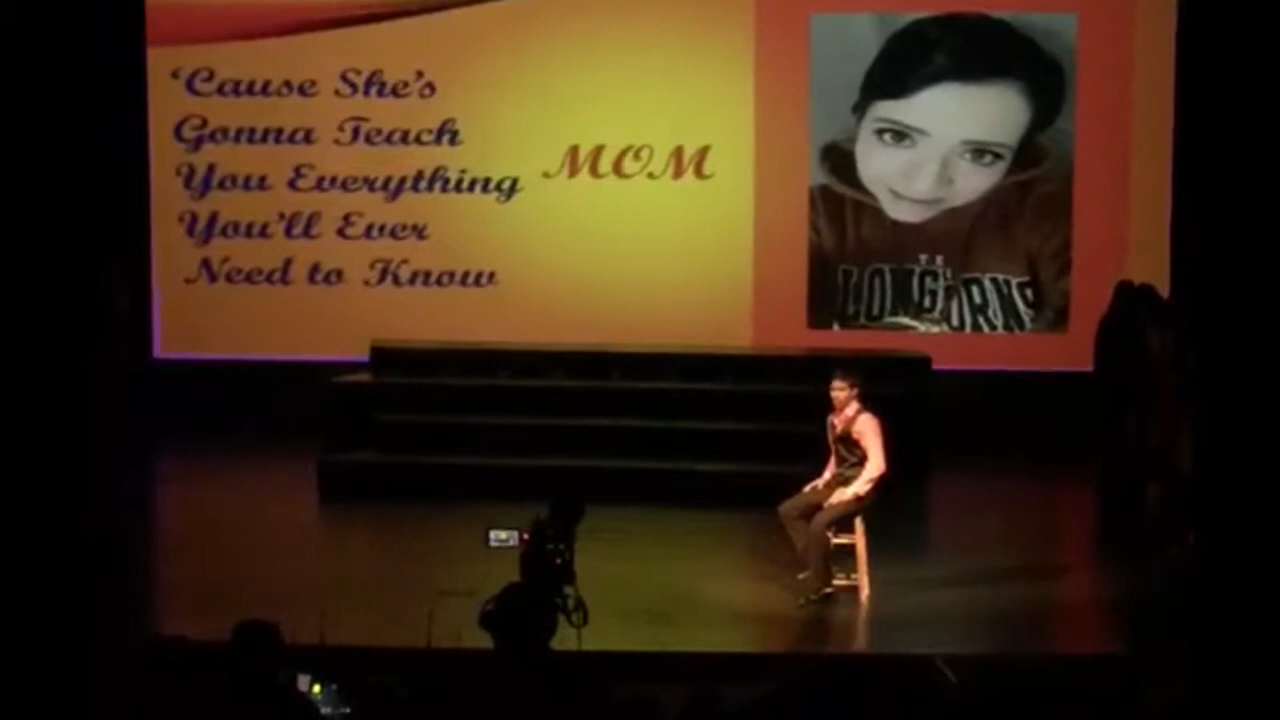 ‘Cause She’s
Gonna Teach
You Everything
You’ll Ever
Need to Know
MOM
LONGHORNS